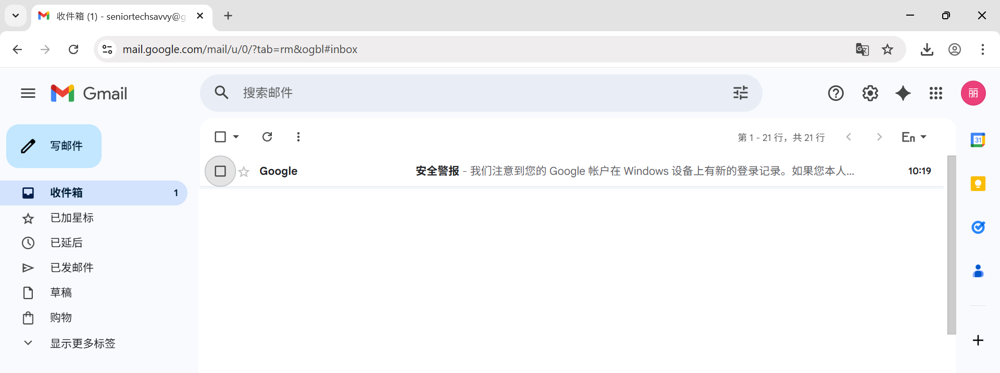 收件箱 (1) - seniortechsavvy@g
mail.google.com/mail/u/0/?tab=rm&ogbl#inbox
Gmail
搜索邮件
丽
写邮件
第 1 - 21 行，共 21 行
En
31
Google 安全警报 - 我们注意到您的 Google 帐户在 Windows 设备上有新的登录记录。如果您本人... 10:19
收件箱 1
已加星标
已延后
已发邮件
草稿
购物
显示更多标签